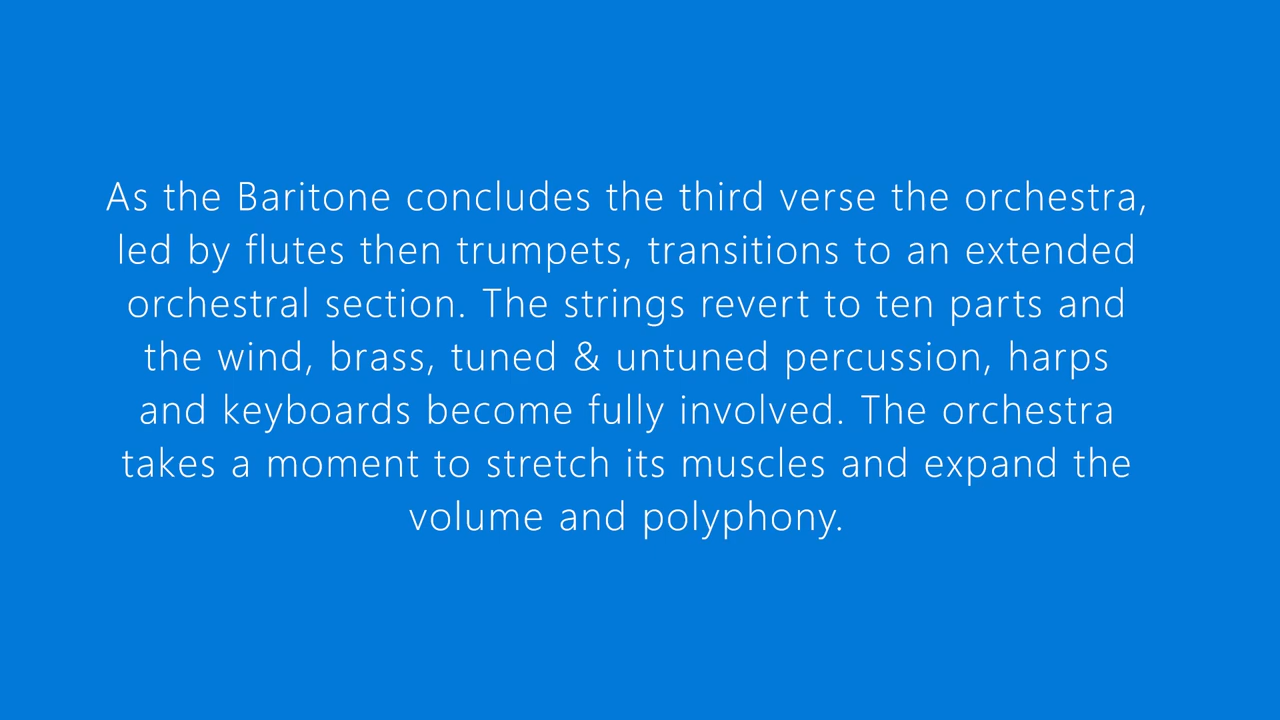 As the Baritone concludes the third verse the orchestra,
led by flutes then trumpets, transitions to an extended
orchestral section. The strings revert to ten parts and
the wind, brass, tuned & untuned percussion, harps
and keyboards become fully involved. The orchestra
takes a moment to stretch its muscles and expand the
volume and polyphony.